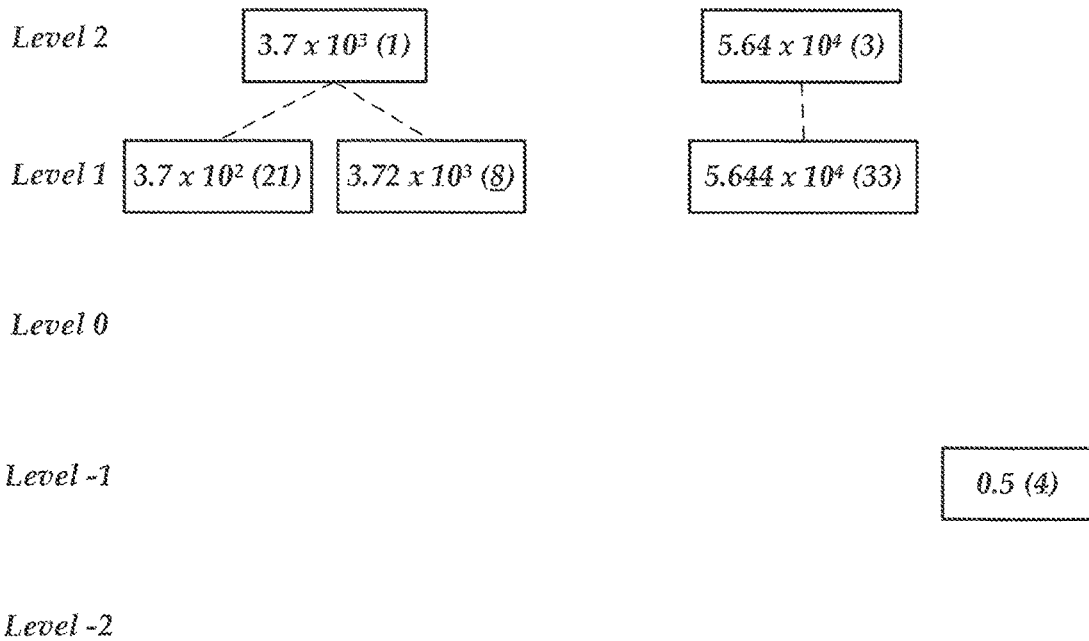 Level 2 3.7 x 10³ (1) 5.64 x 10⁴ (3)
Level 1 3.7 x 10² (21) 3.72 x 10³ (8) 5.644 x 10⁴ (33)
Level 0
Level -1 0.5 (4)
Level -2